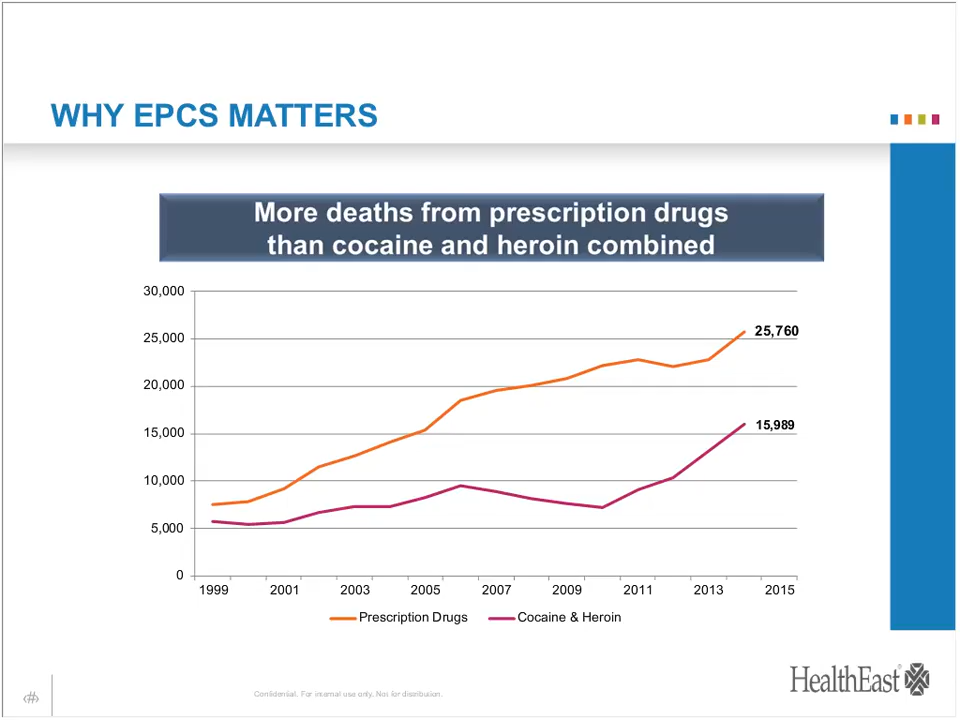 WHY EPCS MATTERS
More deaths from prescription drugs
than cocaine and heroin combined
30,000
25,000
20,000
15,000
10,000
5,000
0
25,760
15,989
1999 2001 2003 2005 2007 2009 2011 2013 2015
Prescription Drugs Cocaine & Heroin
‹#›
Confidential. For internal use only. Not for distribution.
HealthEast®